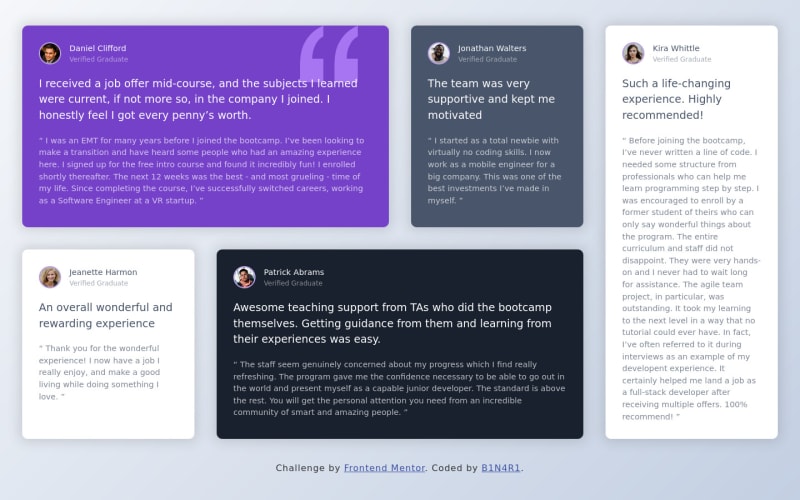 Daniel Clifford
Verified Graduate
I received a job offer mid-course, and the subjects I learned
were current, if not more so, in the company I joined. I
honestly feel I got every penny’s worth.
“ I was an EMT for many years before I joined the bootcamp. I’ve been looking to
make a transition and have heard some people who had an amazing experience
here. I signed up for the free intro course and found it incredibly fun! I enrolled
shortly thereafter. The next 12 weeks was the best - and most grueling - time of
my life. Since completing the course, I’ve successfully switched careers, working
as a Software Engineer at a VR startup. ”
Jonathan Walters
Verified Graduate
The team was very
supportive and kept me
motivated
“ I started as a total newbie with
virtually no coding skills. I now
work as a mobile engineer for a
big company. This was one of the
best investments I’ve made in
myself. ”
Kira Whittle
Verified Graduate
Such a life-changing
experience. Highly
recommended!
“ Before joining the bootcamp,
I’ve never written a line of code. I
needed some structure from
professionals who can help me
learn programming step by step. I
was encouraged to enroll by a
former student of theirs who can
only say wonderful things about
the program. The entire
curriculum and staff did not
disappoint. They were very hands-
on and I never had to wait long
for assistance. The agile team
project, in particular, was
outstanding. It took my learning
to the next level in a way that no
tutorial could ever have. In fact,
I’ve often referred to it during
interviews as an example of my
developent experience. It
certainly helped me land a job as
a full-stack developer after
receiving multiple offers. 100%
recommend! ”
Jeanette Harmon
Verified Graduate
An overall wonderful and
rewarding experience
“ Thank you for the wonderful
experience! I now have a job I
really enjoy, and make a good
living while doing something I
love. ”
Patrick Abrams
Verified Graduate
Awesome teaching support from TAs who did the bootcamp
themselves. Getting guidance from them and learning from
their experiences was easy.
“ The staff seem genuinely concerned about my progress which I find really
refreshing. The program gave me the confidence necessary to be able to go out in
the world and present myself as a capable junior developer. The standard is above
the rest. You will get the personal attention you need from an incredible
community of smart and amazing people. ”
Challenge by Frontend Mentor. Coded by B1N4R1.